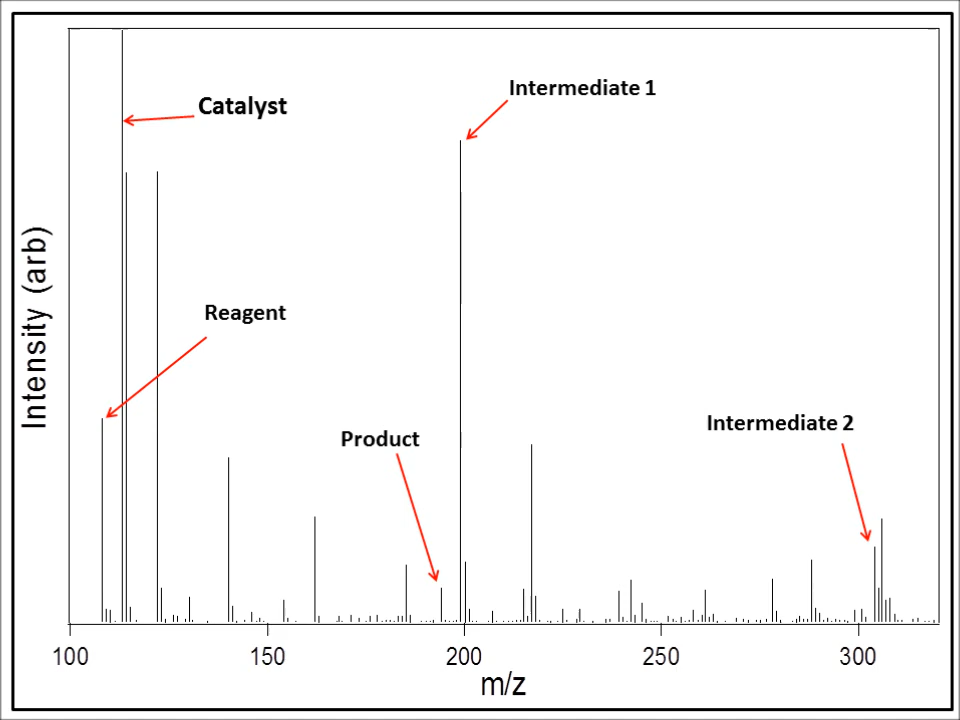 Intermediate 1
Catalyst
Reagent
Intermediate 2
Product
Intensity (arb)
100 150 200 250 300
m/z